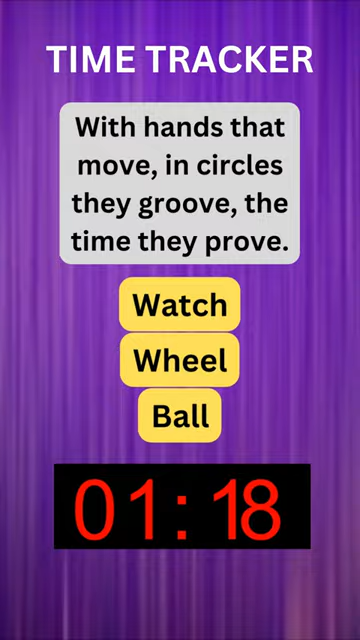 TIME TRACKER
With hands that
move, in circles
they groove, the
time they prove.
Watch
Wheel
Ball
01:18